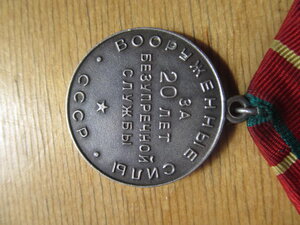 ВООРУЖЕННЫЕ СИЛЫ
СССР
ЗА
20 ЛЕТ
БЕЗУПРЕЧНОЙ
СЛУЖБЫ